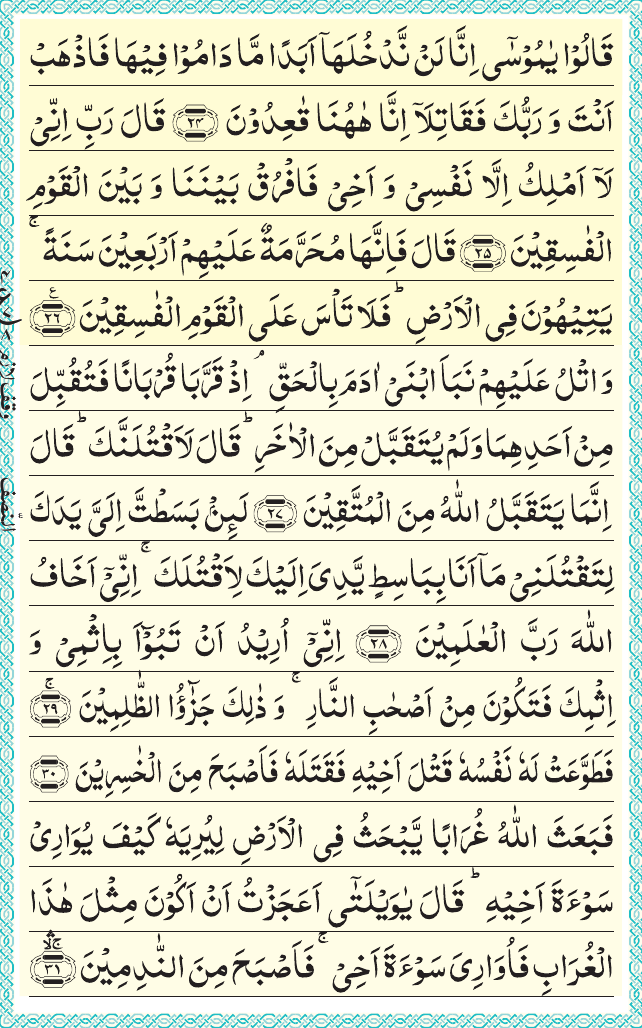 قَالُوْا يٰمُوْسٰٓى اِنَّا لَنْ نَّدْخُلَهَآ اَبَدًا مَّا دَامُوْا فِيْهَا فَاذْهَبْ
اَنْتَ وَ رَبُّكَ فَقَاتِلَآ اِنَّا هٰهُنَا قٰعِدُوْنَ ۝٢٤ قَالَ رَبِّ اِنِّىْ
لَآ اَمْلِكُ اِلَّا نَفْسِىْ وَ اَخِىْ فَافْرُقْ بَيْنَنَا وَ بَيْنَ الْقَوْمِ
الْفٰسِقِيْنَ ۝٢٥ قَالَ فَاِنَّهَا مُحَرَّمَةٌ عَلَيْهِمْ اَرْبَعِيْنَ سَنَةً ۚ
يَتِيْهُوْنَ فِى الْاَرْضِ ؕ فَلَا تَاْسَ عَلَى الْقَوْمِ الْفٰسِقِيْنَ ۝٢٦ ع
وَ اتْلُ عَلَيْهِمْ نَبَاَ ابْنَىْ اٰدَمَ بِالْحَقِّ ۘ اِذْ قَرَّبَا قُرْبَانًا فَتُقُبِّلَ
مِنْ اَحَدِهِمَا وَلَمْ يُتَقَبَّلْ مِنَ الْاٰخَرِ ؕ قَالَ لَاَقْتُلَنَّكَ ؕ قَالَ
اِنَّمَا يَتَقَبَّلُ اللّٰهُ مِنَ الْمُتَّقِيْنَ ۝٢٧ لَئِنْۢ بَسَطْتَّ اِلَىَّ يَدَكَ
لِتَقْتُلَنِىْ مَآ اَنَا بِبَاسِطٍ يَّدِىَ اِلَيْكَ لِاَقْتُلَكَ ۚ اِنِّىْٓ اَخَافُ
اللّٰهَ رَبَّ الْعٰلَمِيْنَ ۝٢٨ اِنِّىْٓ اُرِيْدُ اَنْ تَبُوْٓاَ بِاِثْمِىْ وَ
اِثْمِكَ فَتَكُوْنَ مِنْ اَصْحٰبِ النَّارِ ۚ وَ ذٰلِكَ جَزٰٓؤُا الظّٰلِمِيْنَ ۝٢٩ ۚ
فَطَوَّعَتْ لَهٗ نَفْسُهٗ قَتْلَ اَخِيْهِ فَقَتَلَهٗ فَاَصْبَحَ مِنَ الْخٰسِرِيْنَ ۝٣٠
فَبَعَثَ اللّٰهُ غُرَابًا يَّبْحَثُ فِى الْاَرْضِ لِيُرِيَهٗ كَيْفَ يُوَارِىْ
سَوْءَةَ اَخِيْهِ ؕ قَالَ يٰوَيْلَتٰٓى اَعَجَزْتُ اَنْ اَكُوْنَ مِثْلَ هٰذَا
الْغُرَابِ فَاُوَارِىَ سَوْءَةَ اَخِىْ ۚ فَاَصْبَحَ مِنَ النّٰدِمِيْنَ ۝٣١